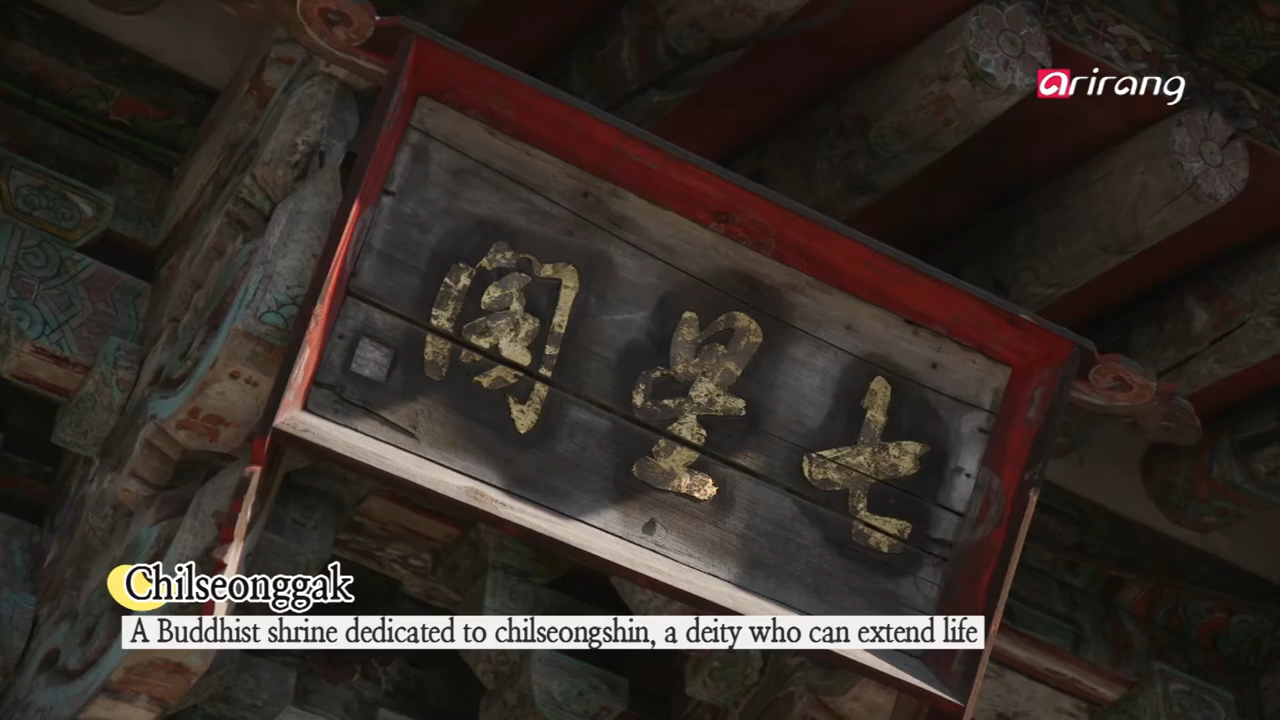 arirang
七星閣
Chilseonggak
A Buddhist shrine dedicated to chilseongshin, a deity who can extend life